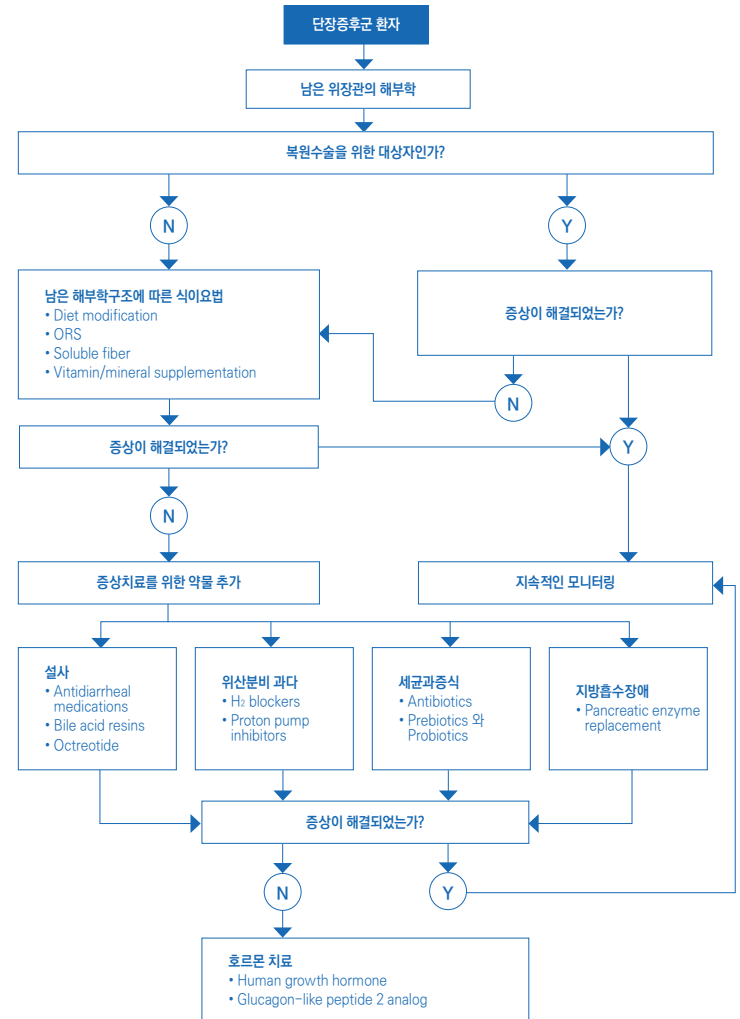 단장증후군 환자
남은 위장관의 해부학
복원수술을 위한 대상자인가?
N
Y
남은 해부학구조에 따른 식이요법
• Diet modification
• ORS
• Soluble fiber
• Vitamin/mineral supplementation
증상이 해결되었는가?
N
증상이 해결되었는가?
Y
N
증상치료를 위한 약물 추가
지속적인 모니터링
설사
• Antidiarrheal
medications
• Bile acid resins
• Octreotide
위산분비 과다
• H₂ blockers
• Proton pump
inhibitors
세균과증식
• Antibiotics
• Prebiotics 와
Probiotics
지방흡수장애
• Pancreatic enzyme
replacement
증상이 해결되었는가?
N
Y
호르몬 치료
• Human growth hormone
• Glucagon-like peptide 2 analog